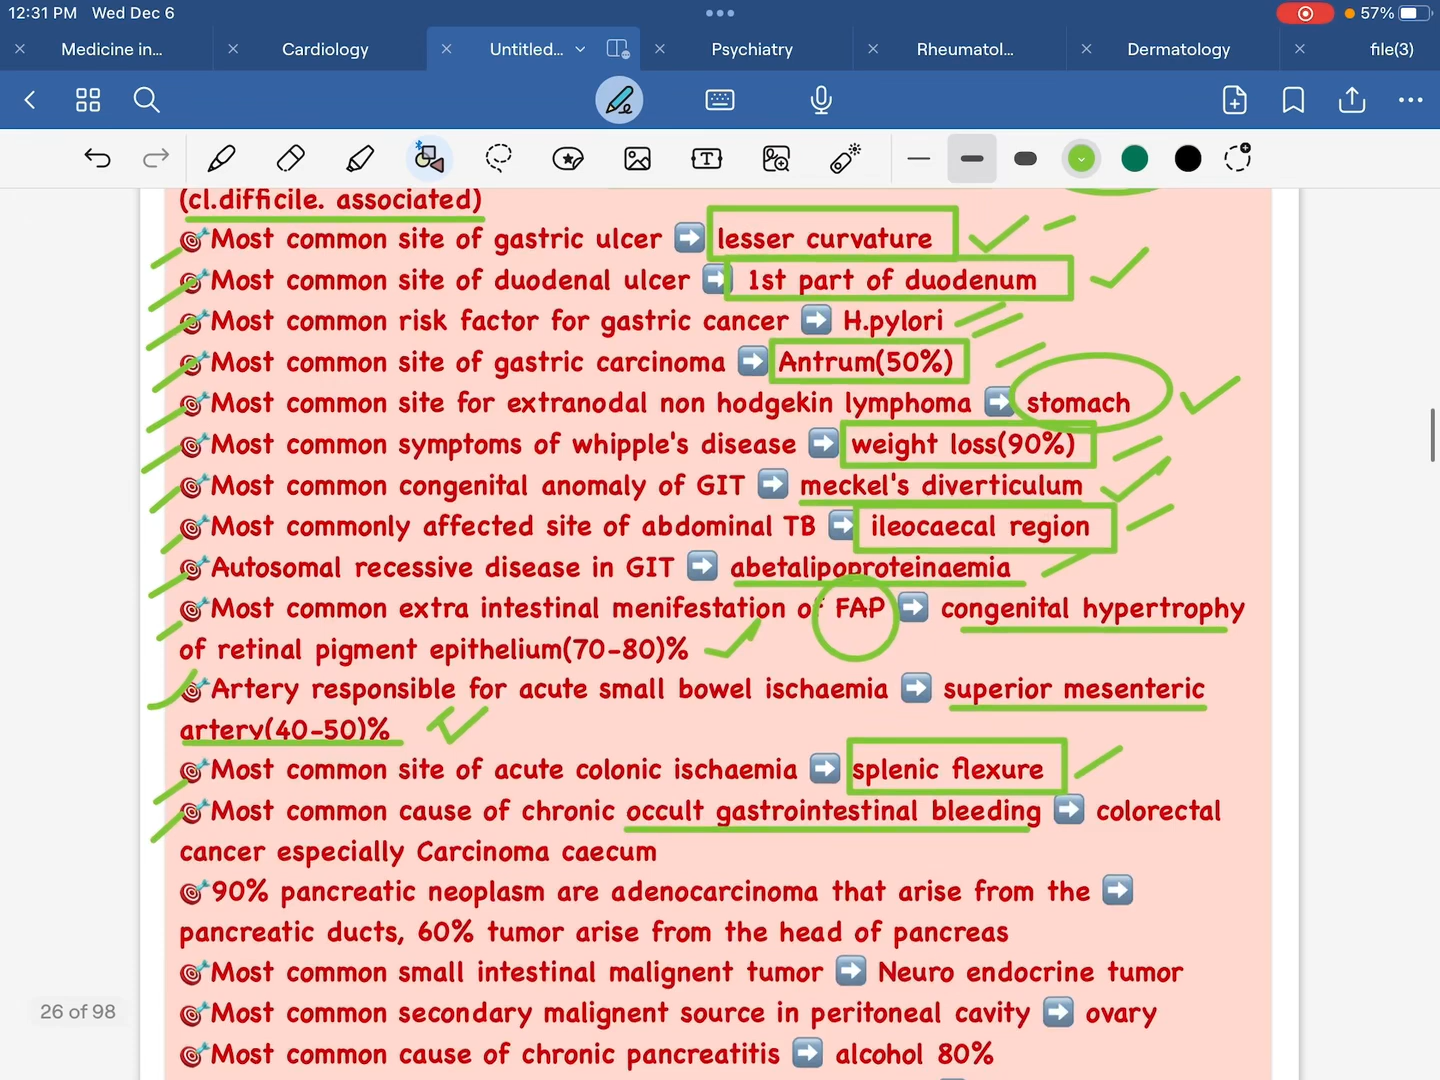 12:31 PM Wed Dec 6
57%
Medicine in...
Cardiology
Untitled...
Psychiatry
Rheumatol...
Dermatology
file(3)
(cl.difficile. associated)
🎯Most common site of gastric ulcer ➡️ lesser curvature
🎯Most common site of duodenal ulcer ➡️ 1st part of duodenum
🎯Most common risk factor for gastric cancer ➡️ H.pylori
🎯Most common site of gastric carcinoma ➡️ Antrum(50%)
🎯Most common site for extranodal non hodgekin lymphoma ➡️ stomach
🎯Most common symptoms of whipple's disease ➡️ weight loss(90%)
🎯Most common congenital anomaly of GIT ➡️ meckel's diverticulum
🎯Most commonly affected site of abdominal TB ➡️ ileocaecal region
🎯Autosomal recessive disease in GIT ➡️ abetalipoproteinaemia
🎯Most common extra intestinal menifestation of FAP ➡️ congenital hypertrophy
of retinal pigment epithelium(70-80)%
🎯Artery responsible for acute small bowel ischaemia ➡️ superior mesenteric
artery(40-50)%
🎯Most common site of acute colonic ischaemia ➡️ splenic flexure
🎯Most common cause of chronic occult gastrointestinal bleeding ➡️ colorectal
cancer especially Carcinoma caecum
🎯90% pancreatic neoplasm are adenocarcinoma that arise from the ➡️
pancreatic ducts, 60% tumor arise from the head of pancreas
🎯Most common small intestinal malignent tumor ➡️ Neuro endocrine tumor
🎯Most common secondary malignent source in peritoneal cavity ➡️ ovary
🎯Most common cause of chronic pancreatitis ➡️ alcohol 80%
26 of 98